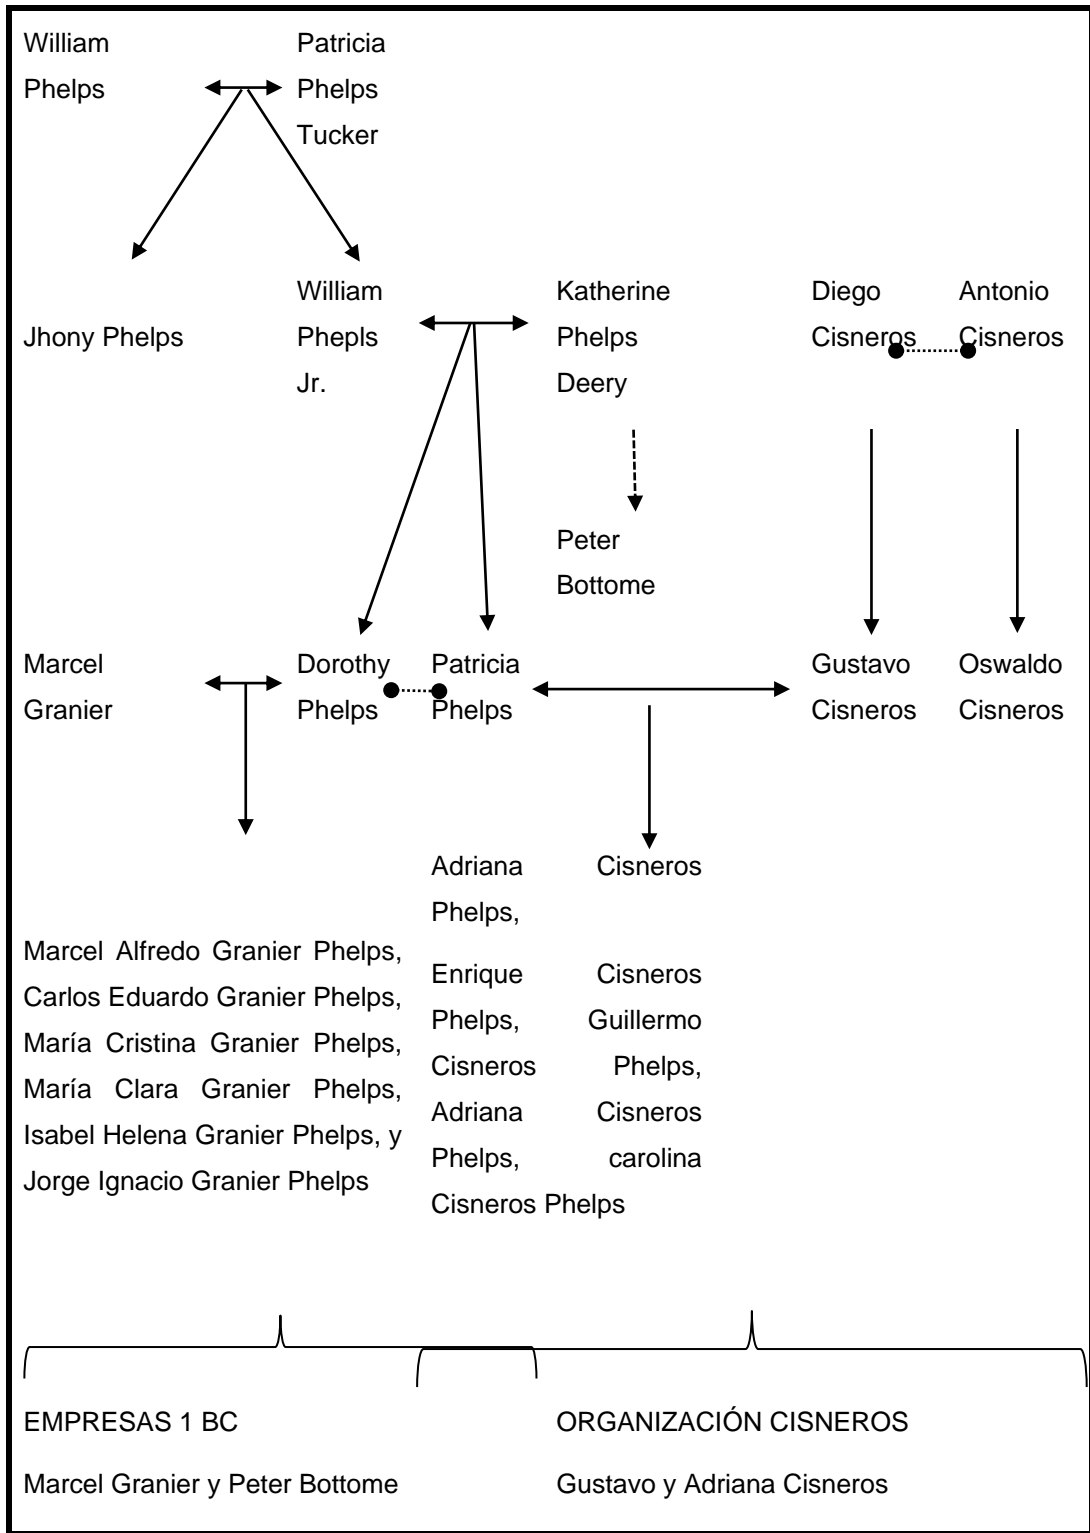 William
Phelps
Patricia
Phelps
Tucker
Jhony Phelps
William
Phepls
Jr.
Katherine
Phelps
Deery
Diego
Cisneros
Antonio
Cisneros
Peter
Bottome
Marcel
Granier
Dorothy
Phelps
Patricia
Phelps
Gustavo
Cisneros
Oswaldo
Cisneros
Marcel Alfredo Granier Phelps,
Carlos Eduardo Granier Phelps,
María Cristina Granier Phelps,
María Clara Granier Phelps,
Isabel Helena Granier Phelps, y
Jorge Ignacio Granier Phelps
Adriana Cisneros
Phelps,
Enrique Cisneros
Phelps, Guillermo
Cisneros Phelps,
Adriana Cisneros
Phelps, carolina
Cisneros Phelps
EMPRESAS 1 BC
Marcel Granier y Peter Bottome
ORGANIZACIÓN CISNEROS
Gustavo y Adriana Cisneros